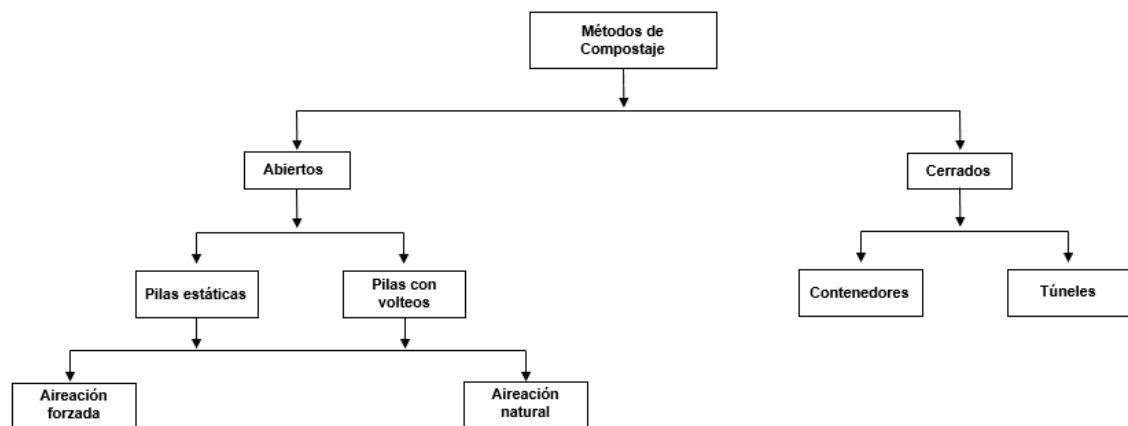 Métodos de
Compostaje
Abiertos
Cerrados
Pilas estáticas
Pilas con
volteos
Contenedores
Túneles
Aireación
forzada
Aireación
natural